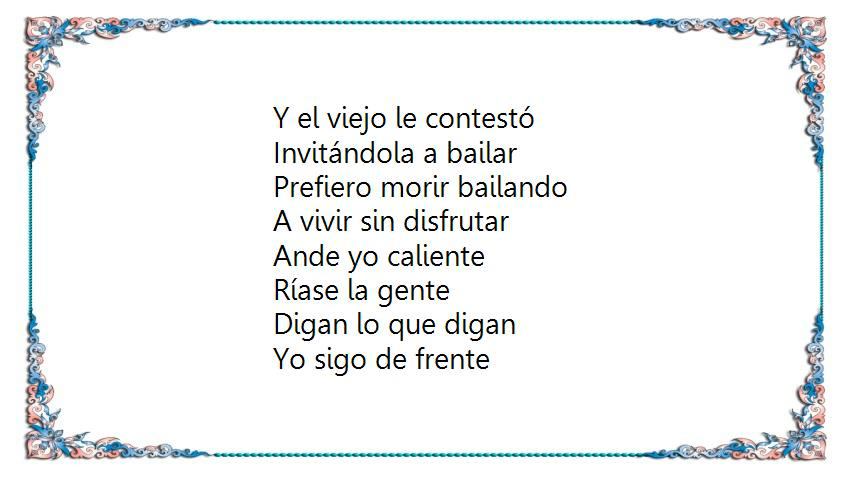 Y el viejo le contestó
Invitándola a bailar
Prefiero morir bailando
A vivir sin disfrutar
Ande yo caliente
Ríase la gente
Digan lo que digan
Yo sigo de frente